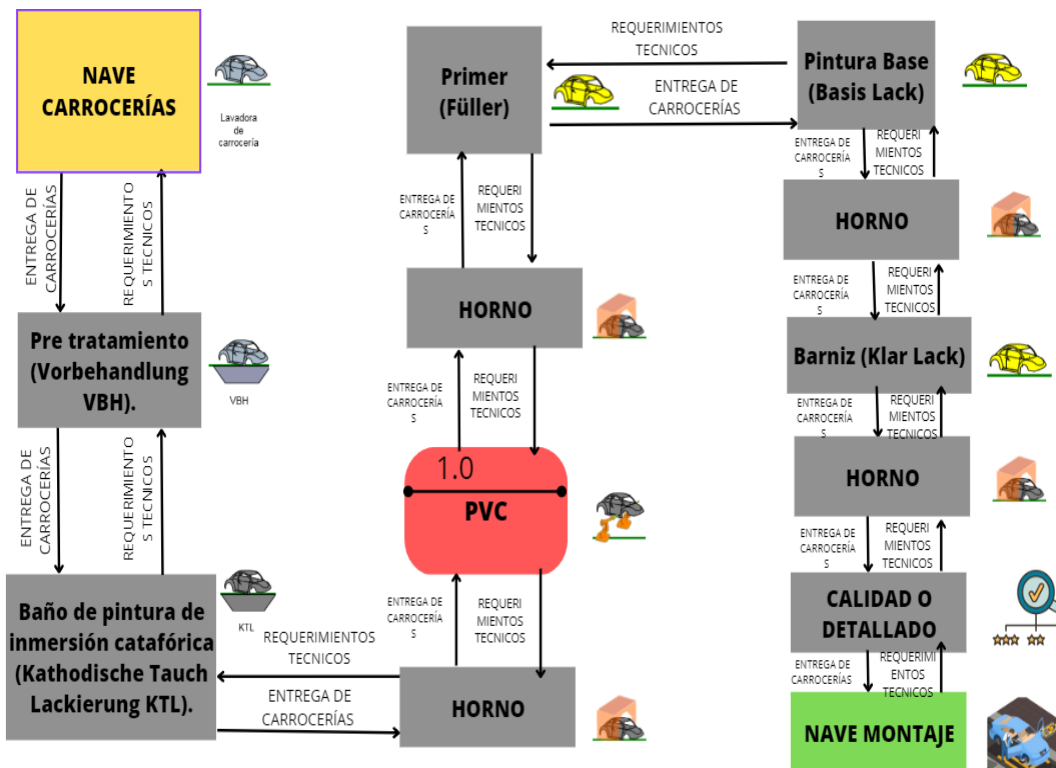 NAVE
CARROCERÍAS
Lavadora
de
carrocería
ENTREGA DE
CARROCERÍAS
REQUERIMIENTO
S TECNICOS
Pre tratamiento
(Vorbehandlung
VBH).
VBH
ENTREGA DE
CARROCERÍAS
REQUERIMIENTO
S TECNICOS
Baño de pintura de
inmersión catafórica
(Kathodische Tauch
Lackierung KTL).
KTL
REQUERIMIENTOS
TECNICOS
ENTREGA DE
CARROCERÍAS
HORNO
ENTREGA DE
CARROCERÍA
S
REQUERI
MIENTOS
TECNICOS
1.0
PVC
ENTREGA DE
CARROCERÍA
S
REQUERI
MIENTOS
TECNICOS
HORNO
ENTREGA DE
CARROCERÍA
S
REQUERI
MIENTOS
TECNICOS
Primer
(Füller)
REQUERIMIENTOS
TECNICOS
ENTREGA DE
CARROCERÍAS
Pintura Base
(Basis Lack)
ENTREGA DE
CARROCERÍA
S
REQUERI
MIENTOS
TECNICOS
HORNO
ENTREGA DE
CARROCERÍA
S
REQUERI
MIENTOS
TECNICOS
Barniz (Klar Lack)
ENTREGA DE
CARROCERÍA
S
REQUERI
MIENTOS
TECNICOS
HORNO
ENTREGA DE
CARROCERÍA
S
REQUERI
MIENTOS
TECNICOS
CALIDAD O
DETALLADO
ENTREGA DE
CARROCERÍAS
REQUERIMI
ENTOS
TECNICOS
NAVE MONTAJE